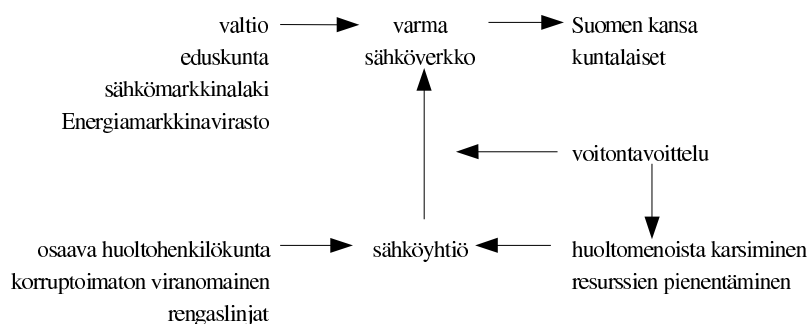 valtio
eduskunta
sähkömarkkinalaki
Energiamarkkinavirasto
varma
sähköverkko
Suomen kansa
kuntalaiset
voitontavoittelu
osaava huoltohenkilökunta
korruptoimaton viranomainen
rengaslinjat
sähköyhtiö
huoltomenoista karsiminen
resurssien pienentäminen